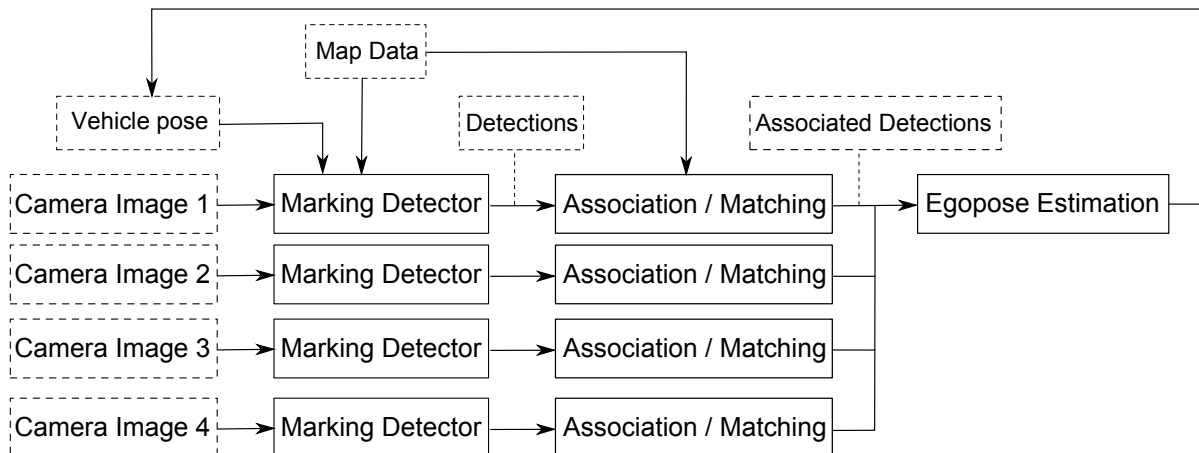 Map Data
Vehicle pose
Detections
Associated Detections
Camera Image 1
Marking Detector
Association / Matching
Egopose Estimation
Camera Image 2
Marking Detector
Association / Matching
Camera Image 3
Marking Detector
Association / Matching
Camera Image 4
Marking Detector
Association / Matching